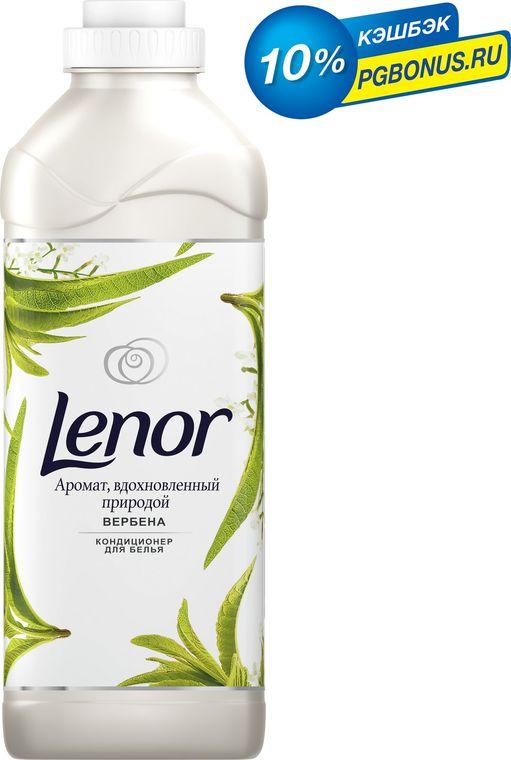 10%
КЭШБЭК
PGBONUS.RU
Lenor
Аромат, вдохновленный
природой
ВЕРБЕНА
КОНДИЦИОНЕР
ДЛЯ БЕЛЬЯ